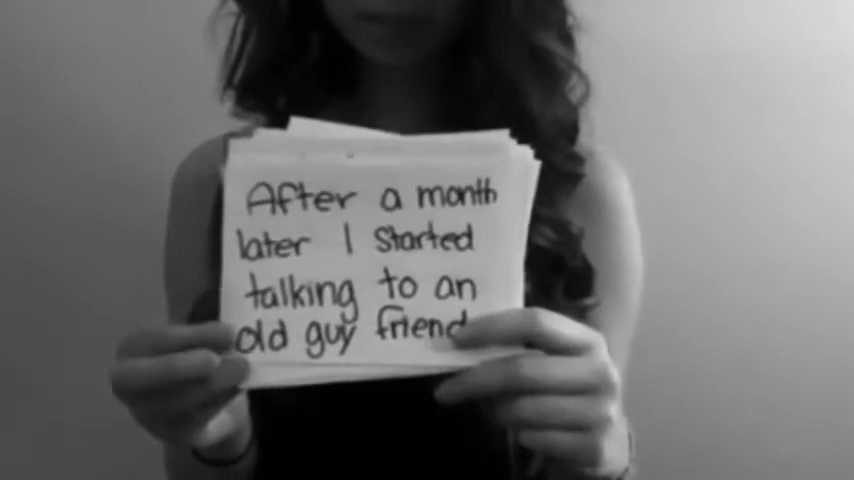 After a month
later I started
talking to an
old guy friend